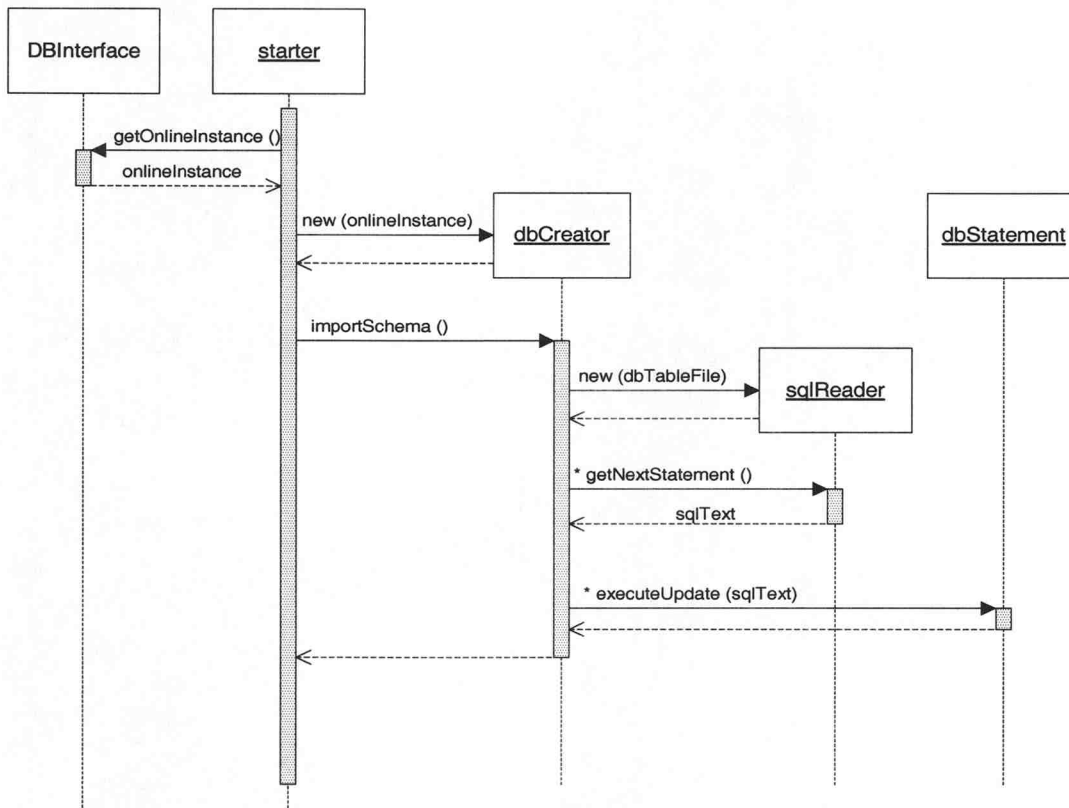 DBInterface
starter
getOnlineInstance ()
onlineInstance
new (onlineInstance)
dbCreator
dbStatement
importSchema ()
new (dbTableFile)
sqlReader
* getNextStatement ()
sqlText
* executeUpdate (sqlText)